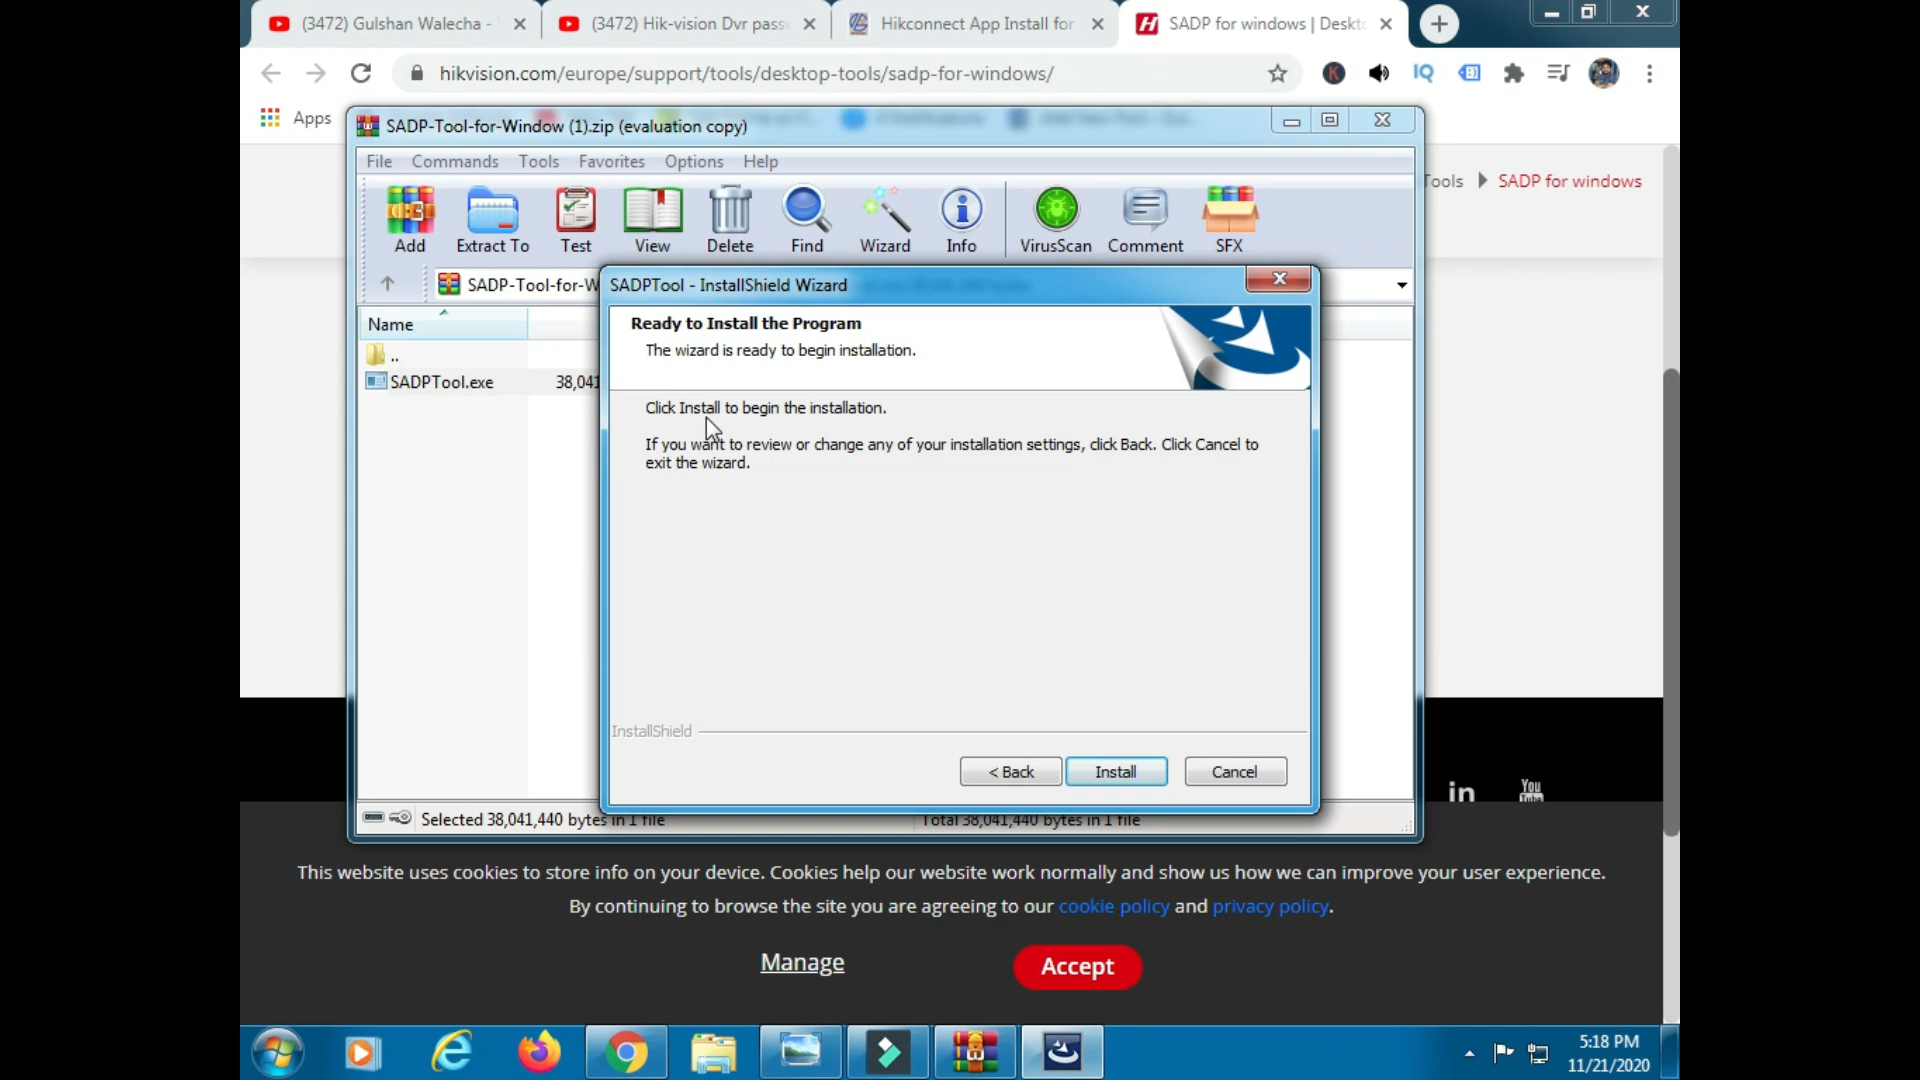 (3472) Gulshan Walecha -
(3472) Hik-vision Dvr passw
Hikconnect App Install for
SADP for windows | Deskto
hikvision.com/europe/support/tools/desktop-tools/sadp-for-windows/
Apps
SADP-Tool-for-Window (1).zip (evaluation copy)
File Commands Tools Favorites Options Help
Tools SADP for windows
Add Extract To Test View Delete Find Wizard Info VirusScan Comment SFX
SADP-Tool-for-W
SADPTool - InstallShield Wizard
Name
..
SADPTool.exe 38,041
Ready to Install the Program
The wizard is ready to begin installation.
Click Install to begin the installation.
If you want to review or change any of your installation settings, click Back. Click Cancel to
exit the wizard.
InstallShield
< Back Install Cancel
in You Tube
Selected 38,041,440 bytes in 1 file Total 38,041,440 bytes in 1 file
This website uses cookies to store info on your device. Cookies help our website work normally and show us how we can improve your user experience.
By continuing to browse the site you are agreeing to our cookie policy and privacy policy.
Manage Accept
5:18 PM
11/21/2020